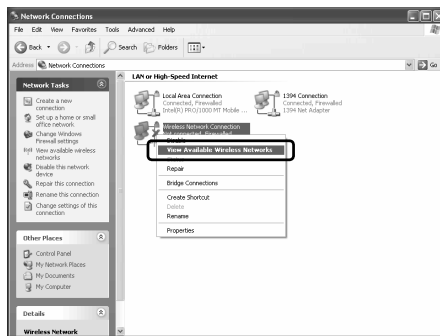 Network Connections
File Edit View Favorites Tools Advanced Help
Back Search Folders
Address Network Connections Go
Network Tasks
Create a new
connection
Set up a home or small
office network
Change Windows
Firewall settings
View available wireless
networks
Disable this network
device
Repair this connection
Rename this connection
Change settings of this
connection
Other Places
Control Panel
My Network Places
My Documents
My Computer
Details
Wireless Network
LAN or High-Speed Internet
Local Area Connection
Connected, Firewalled
Intel(R) PRO/1000 MT Mobile ...
1394 Connection
Connected, Firewalled
1394 Net Adapter
Wireless Network Connection
Not connected, Firewalled
Disable
View Available Wireless Networks
Repair
Bridge Connections
Create Shortcut
Delete
Rename
Properties